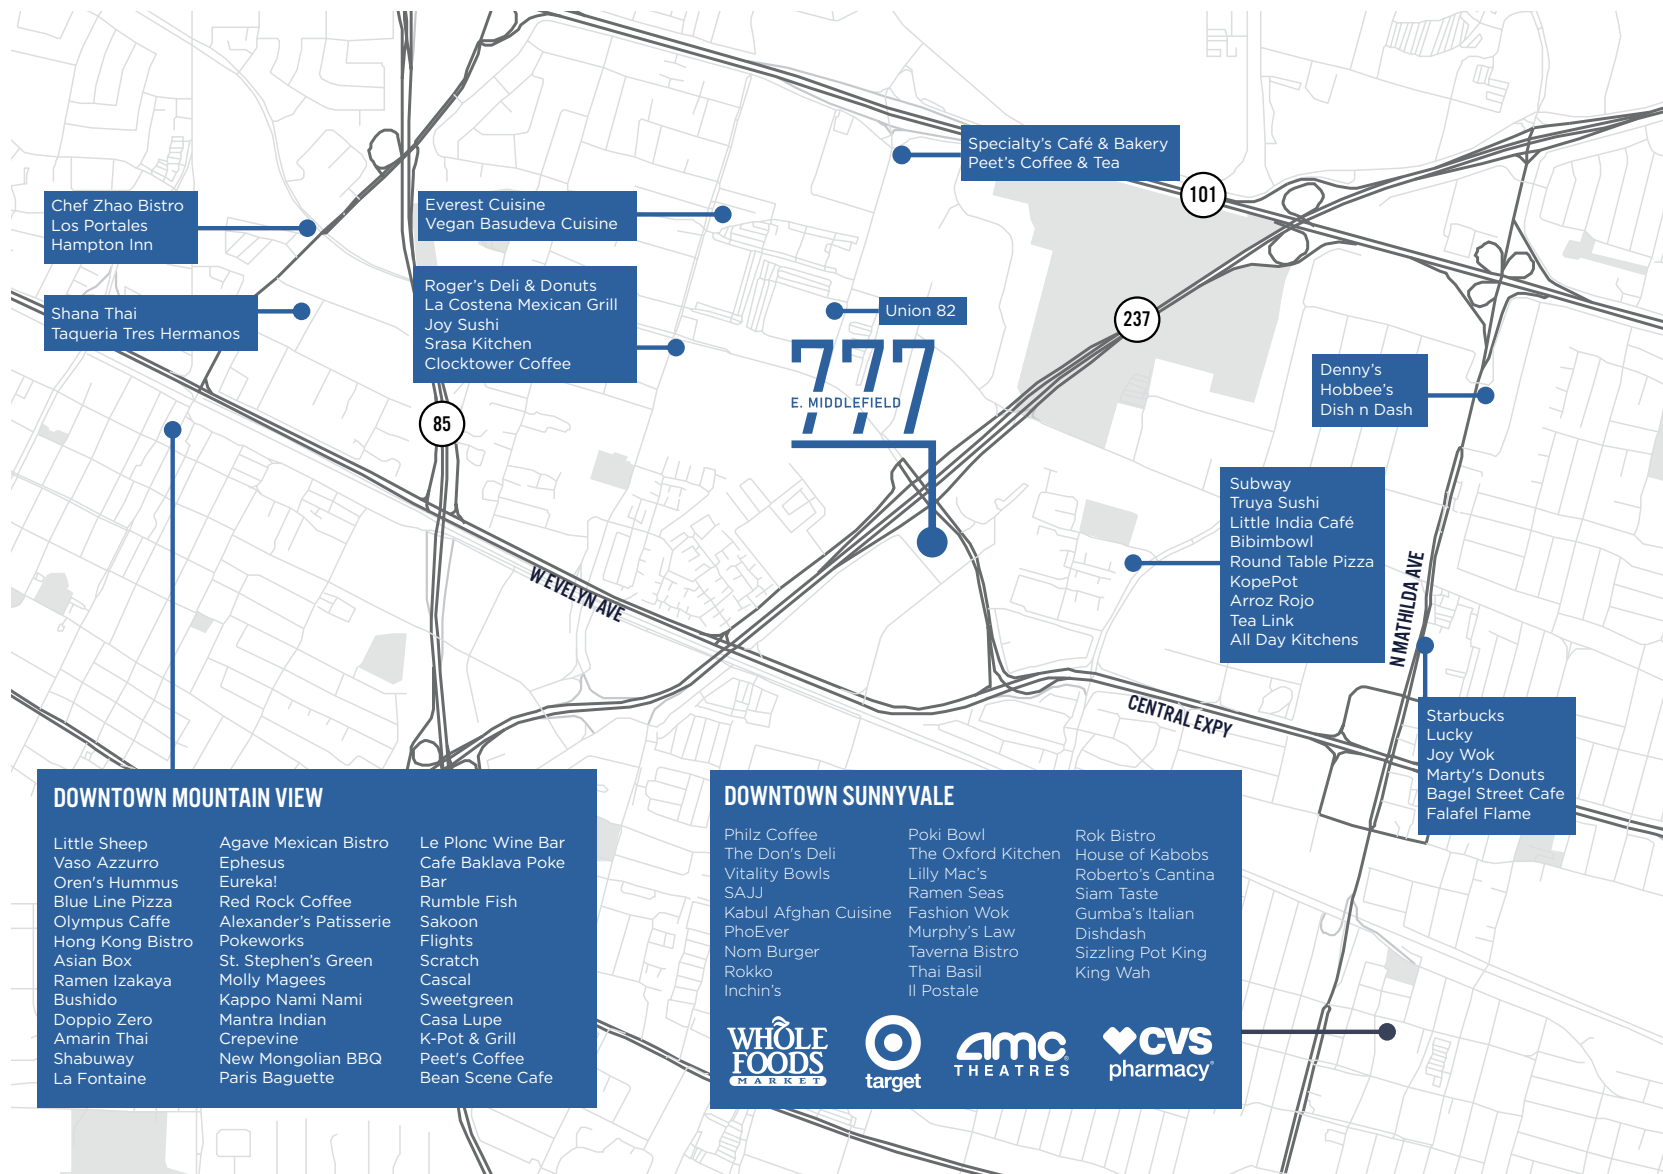 Specialty's Café & Bakery
Peet's Coffee & Tea
101
Chef Zhao Bistro
Los Portales
Hampton Inn
Everest Cuisine
Vegan Basudeva Cuisine
Roger's Deli & Donuts
La Costena Mexican Grill
Joy Sushi
Srasa Kitchen
Clocktower Coffee
Shana Thai
Taqueria Tres Hermanos
Union 82
237
777
E. MIDDLEFIELD
Denny's
Hobbee's
Dish n Dash
85
Subway
Truya Sushi
Little India Café
Bibimbowl
Round Table Pizza
KopePot
Arroz Rojo
Tea Link
All Day Kitchens
W EVELYN AVE
N MATHILDA AVE
CENTRAL EXPY
Starbucks
Lucky
Joy Wok
Marty's Donuts
Bagel Street Cafe
Falafel Flame
DOWNTOWN MOUNTAIN VIEW
Little Sheep
Vaso Azzurro
Oren's Hummus
Blue Line Pizza
Olympus Caffe
Hong Kong Bistro
Asian Box
Ramen Izakaya
Bushido
Doppio Zero
Amarin Thai
Shabuway
La Fontaine
Agave Mexican Bistro
Ephesus
Eureka!
Red Rock Coffee
Alexander's Patisserie
Pokeworks
St. Stephen's Green
Molly Magees
Kappo Nami Nami
Mantra Indian
Crepevine
New Mongolian BBQ
Paris Baguette
Le Plonc Wine Bar
Cafe Baklava Poke
Bar
Rumble Fish
Sakoon
Flights
Scratch
Cascal
Sweetgreen
Casa Lupe
K-Pot & Grill
Peet's Coffee
Bean Scene Cafe
DOWNTOWN SUNNYVALE
Philz Coffee
The Don's Deli
Vitality Bowls
SAJJ
Kabul Afghan Cuisine
PhoEver
Nom Burger
Rokko
Inchin's
Poki Bowl
The Oxford Kitchen
Lilly Mac's
Ramen Seas
Fashion Wok
Murphy's Law
Taverna Bistro
Thai Basil
Il Postale
Rok Bistro
House of Kabobs
Roberto's Cantina
Siam Taste
Gumba's Italian
Dishdash
Sizzling Pot King
King Wah
WHOLE
FOODS
MARKET
target
amc
THEATRES
CVS
pharmacy